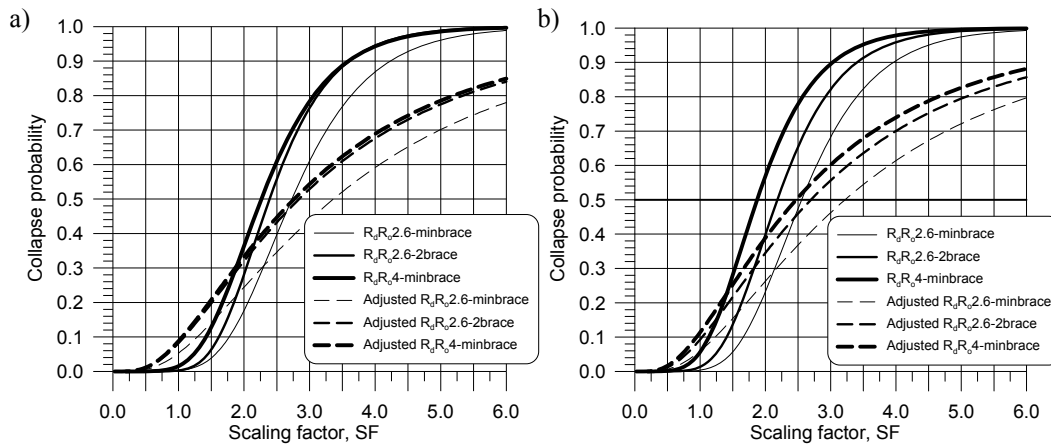 a)
1.0
0.9
0.8
0.7
0.6
0.5
0.4
0.3
0.2
0.1
0.0
Collapse probability
RdRo2.6-minbrace
RdRo2.6-2brace
RdRo4-minbrace
Adjusted RdRo2.6-minbrace
Adjusted RdRo2.6-2brace
Adjusted RdRo4-minbrace
0.0 1.0 2.0 3.0 4.0 5.0 6.0
Scaling factor, SF
b)
1.0
0.9
0.8
0.7
0.6
0.5
0.4
0.3
0.2
0.1
0.0
Collapse probability
RdRo2.6-minbrace
RdRo2.6-2brace
RdRo4-minbrace
Adjusted RdRo2.6-minbrace
Adjusted RdRo2.6-2brace
Adjusted RdRo4-minbrace
0.0 1.0 2.0 3.0 4.0 5.0 6.0
Scaling factor, SF